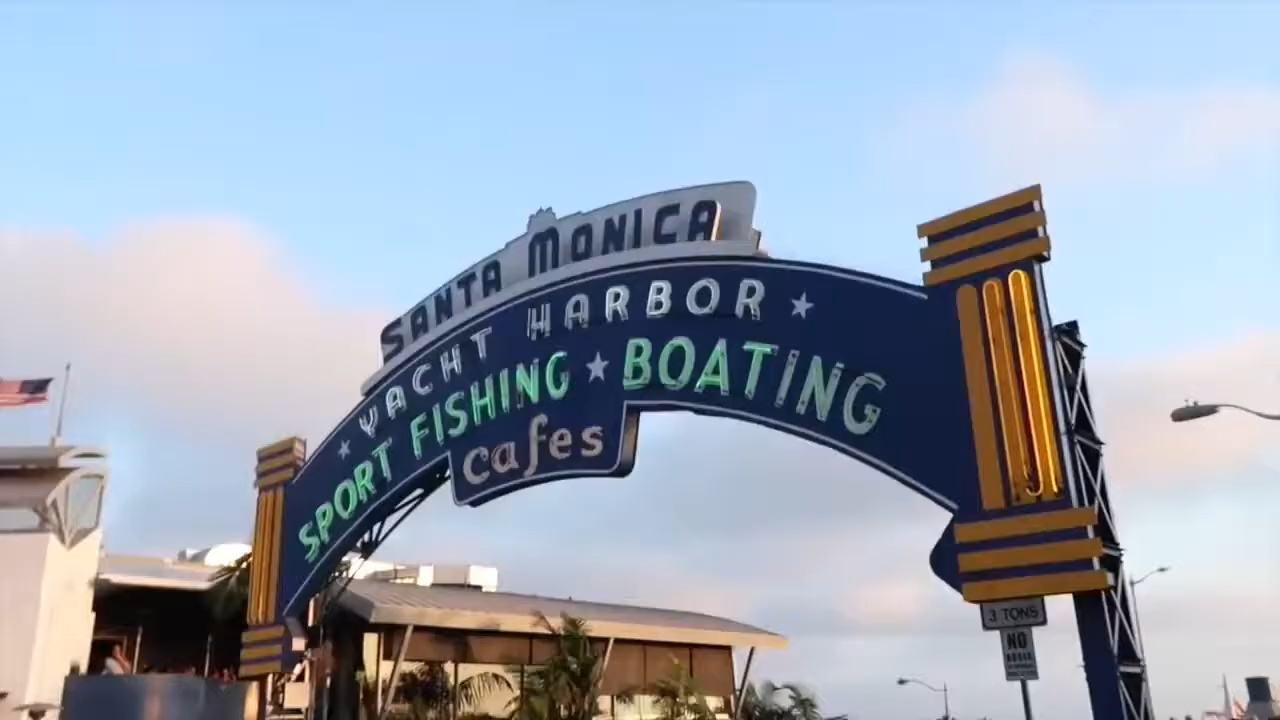 SANTA MONICA
YACHT HARBOR
SPORT FISHING BOATING
cafes
3 TONS
NO